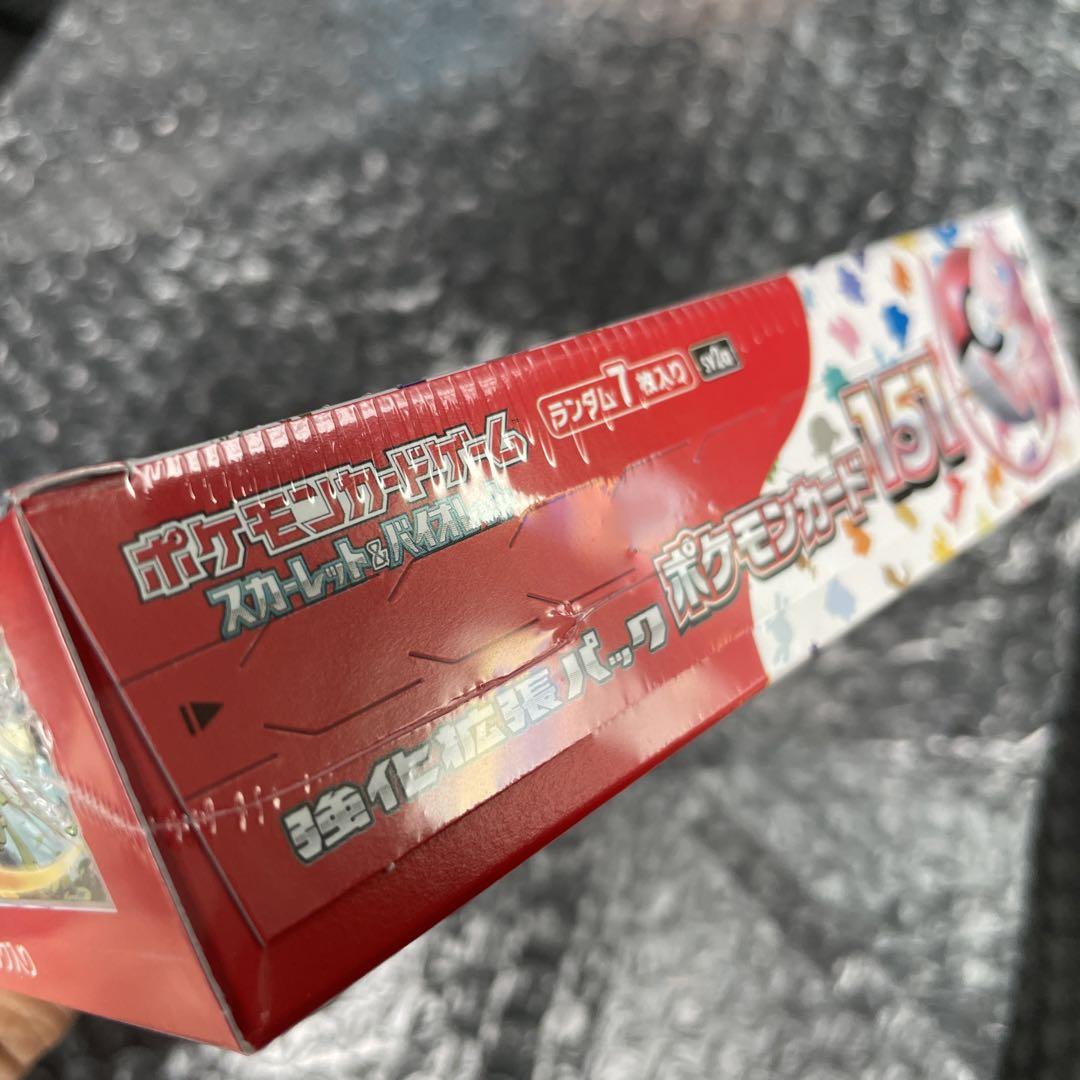 ポケモンカードゲーム
スカーレット&バイオレット
ランダム7枚入り
sv2a
強化拡張パック
ポケモンカード151